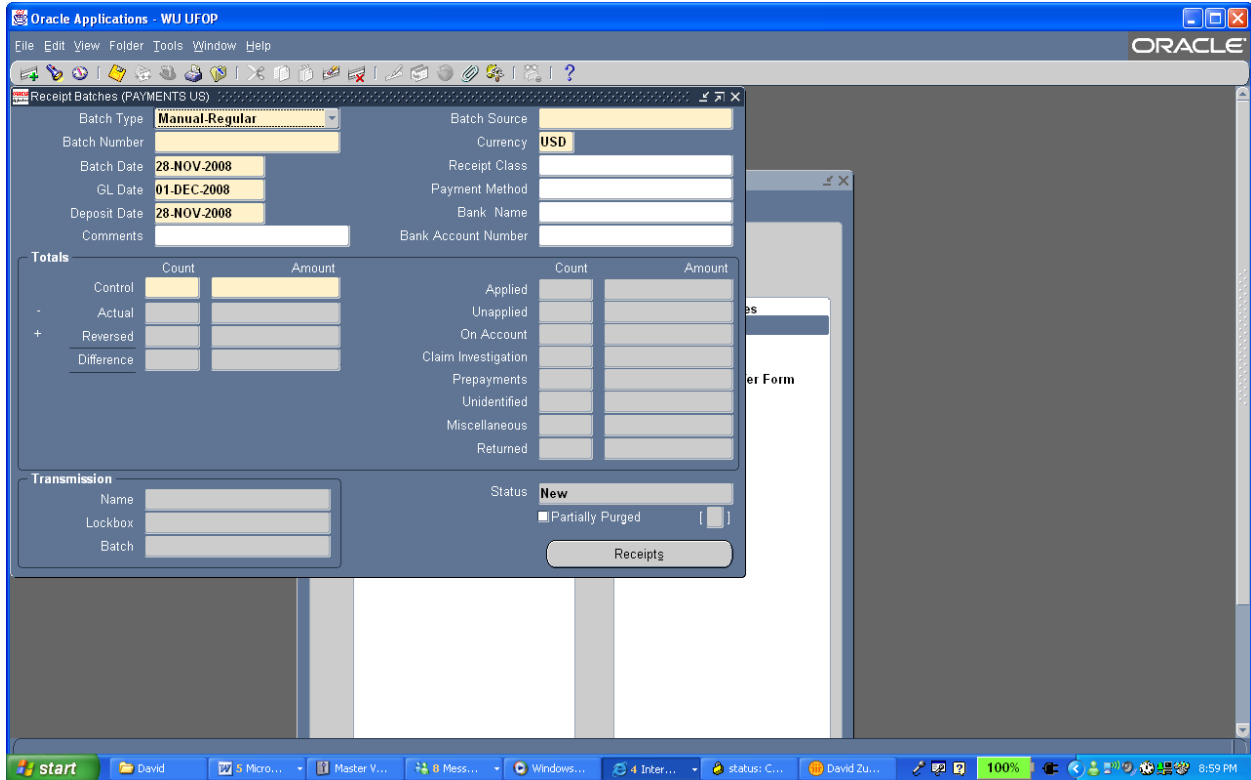 Oracle Applications - WU UFOP
File Edit View Folder Tools Window Help
ORACLE
Receipt Batches (PAYMENTS US)
Batch Type Manual-Regular Batch Source
Batch Number Currency USD
Batch Date 28-NOV-2008 Receipt Class
GL Date 01-DEC-2008 Payment Method
Deposit Date 28-NOV-2008 Bank Name
Comments Bank Account Number
Totals
Count Amount Count Amount
Control Applied
- Actual Unapplied
+ Reversed On Account
Difference Claim Investigation
Prepayments
Unidentified
Miscellaneous
Returned
es
er Form
Transmission
Name Status New
Lockbox Partially Purged [ ]
Batch Receipts
start David 5 Micro... Master V... 8 Mess... Windows... 4 Inter... status: C... David Zu... 100% 8:59 PM